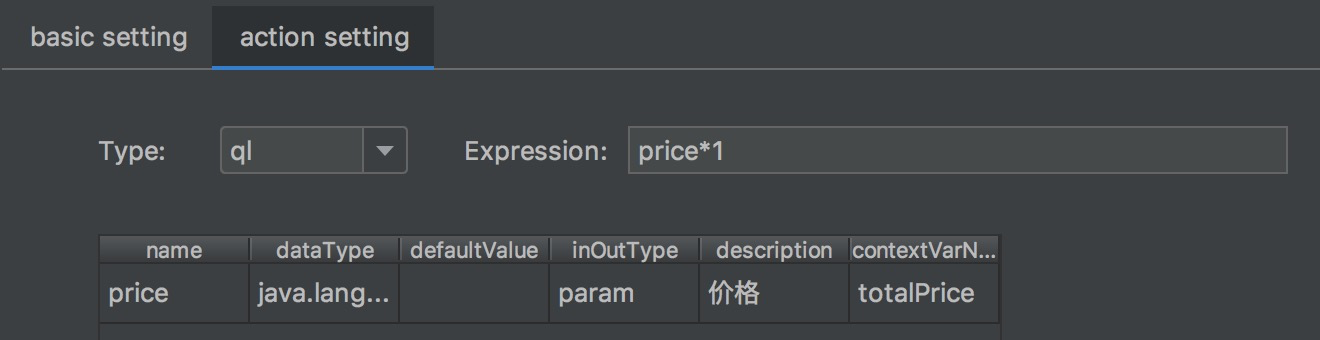 basic setting action setting
Type: ql Expression: price*1
name dataType defaultValue inOutType description contextVarN...
price java.lang... param 价格 totalPrice